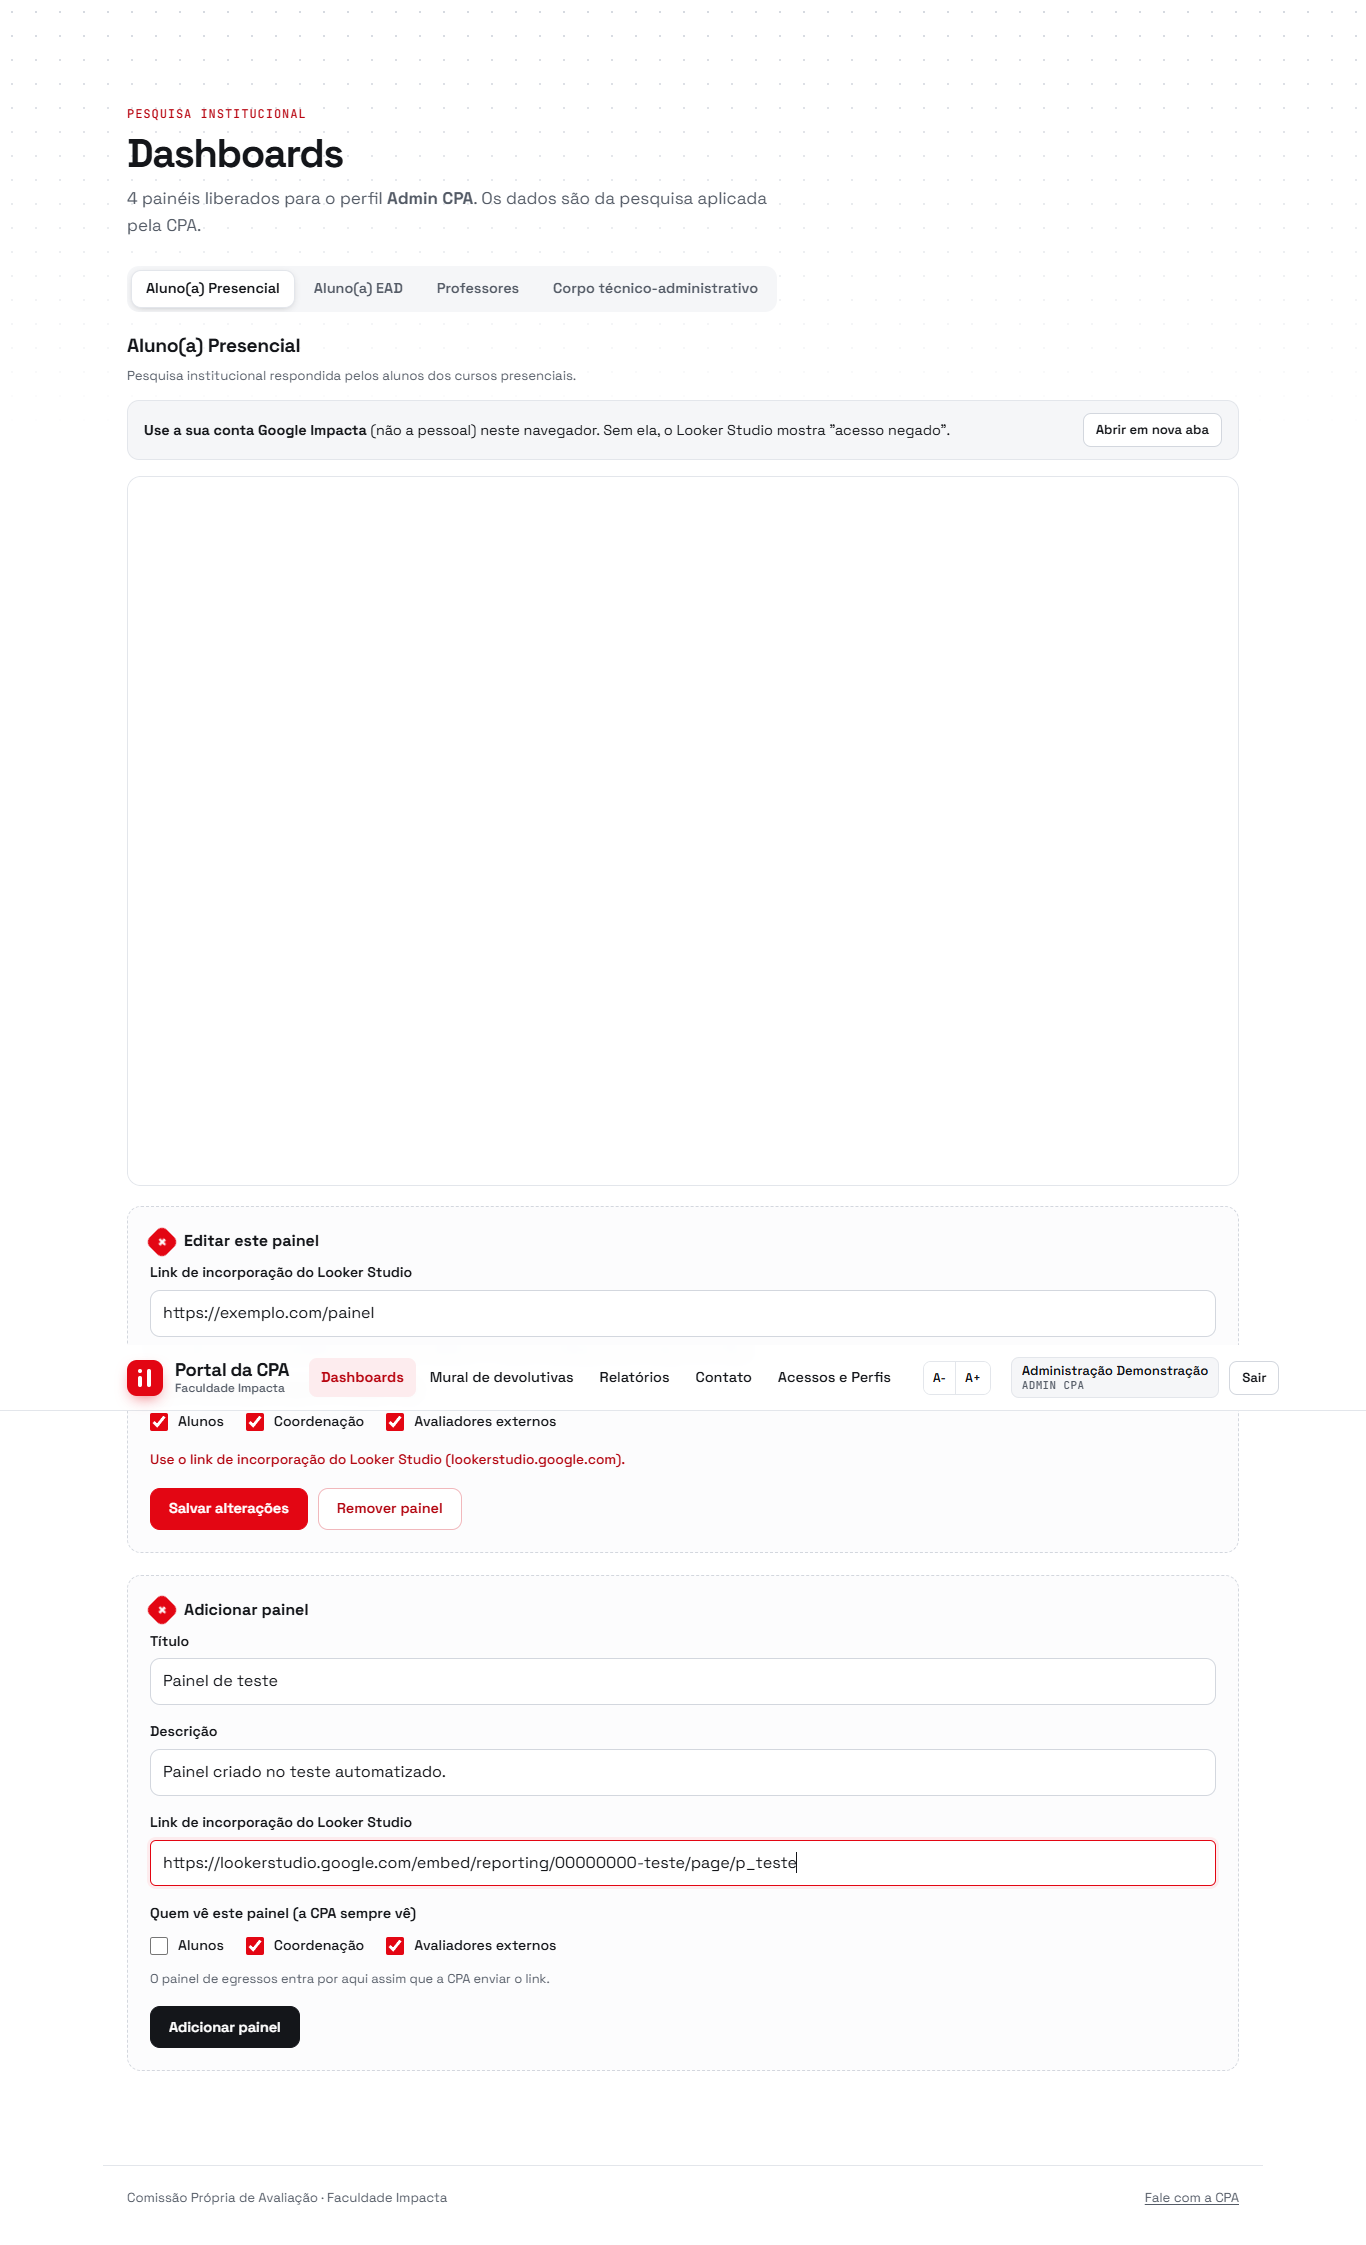 PESQUISA INSTITUCIONAL
Dashboards
4 painéis liberados para o perfil Admin CPA. Os dados são da pesquisa aplicada
pela CPA.
Aluno(a) Presencial
Aluno(a) EAD
Professores
Corpo técnico-administrativo
Aluno(a) Presencial
Pesquisa institucional respondida pelos alunos dos cursos presenciais.
Use a sua conta Google Impacta (não a pessoal) neste navegador. Sem ela, o Looker Studio mostra "acesso negado".
Abrir em nova aba
Editar este painel
Link de incorporação do Looker Studio
https://exemplo.com/painel
Portal da CPA
Faculdade Impacta
Dashboards
Mural de devolutivas
Relatórios
Contato
Acessos e Perfis
A-
A+
Administração Demonstração
ADMIN CPA
Sair
Alunos
Coordenação
Avaliadores externos
Use o link de incorporação do Looker Studio (lookerstudio.google.com).
Salvar alterações
Remover painel
Adicionar painel
Título
Painel de teste
Descrição
Painel criado no teste automatizado.
Link de incorporação do Looker Studio
https://lookerstudio.google.com/embed/reporting/00000000-teste/page/p_teste
Quem vê este painel (a CPA sempre vê)
Alunos
Coordenação
Avaliadores externos
O painel de egressos entra por aqui assim que a CPA enviar o link.
Adicionar painel
Comissão Própria de Avaliação · Faculdade Impacta
Fale com a CPA